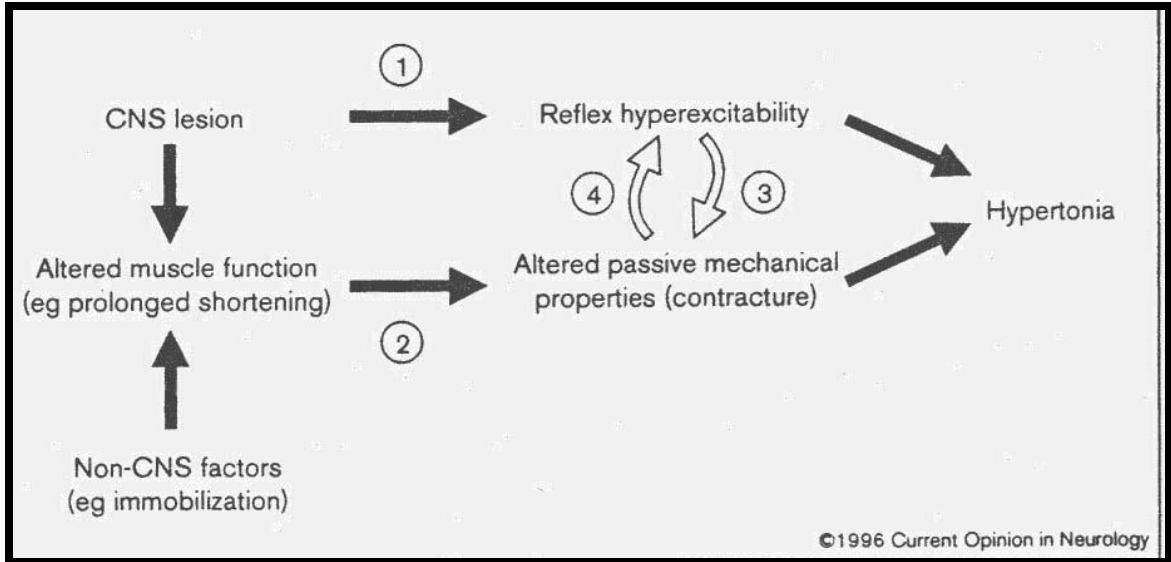 1
CNS lesion
Reflex hyperexcitability
4
3
Hypertonia
Altered muscle function
(eg prolonged shortening)
Altered passive mechanical
properties (contracture)
2
Non-CNS factors
(eg immobilization)
©1996 Current Opinion in Neurology